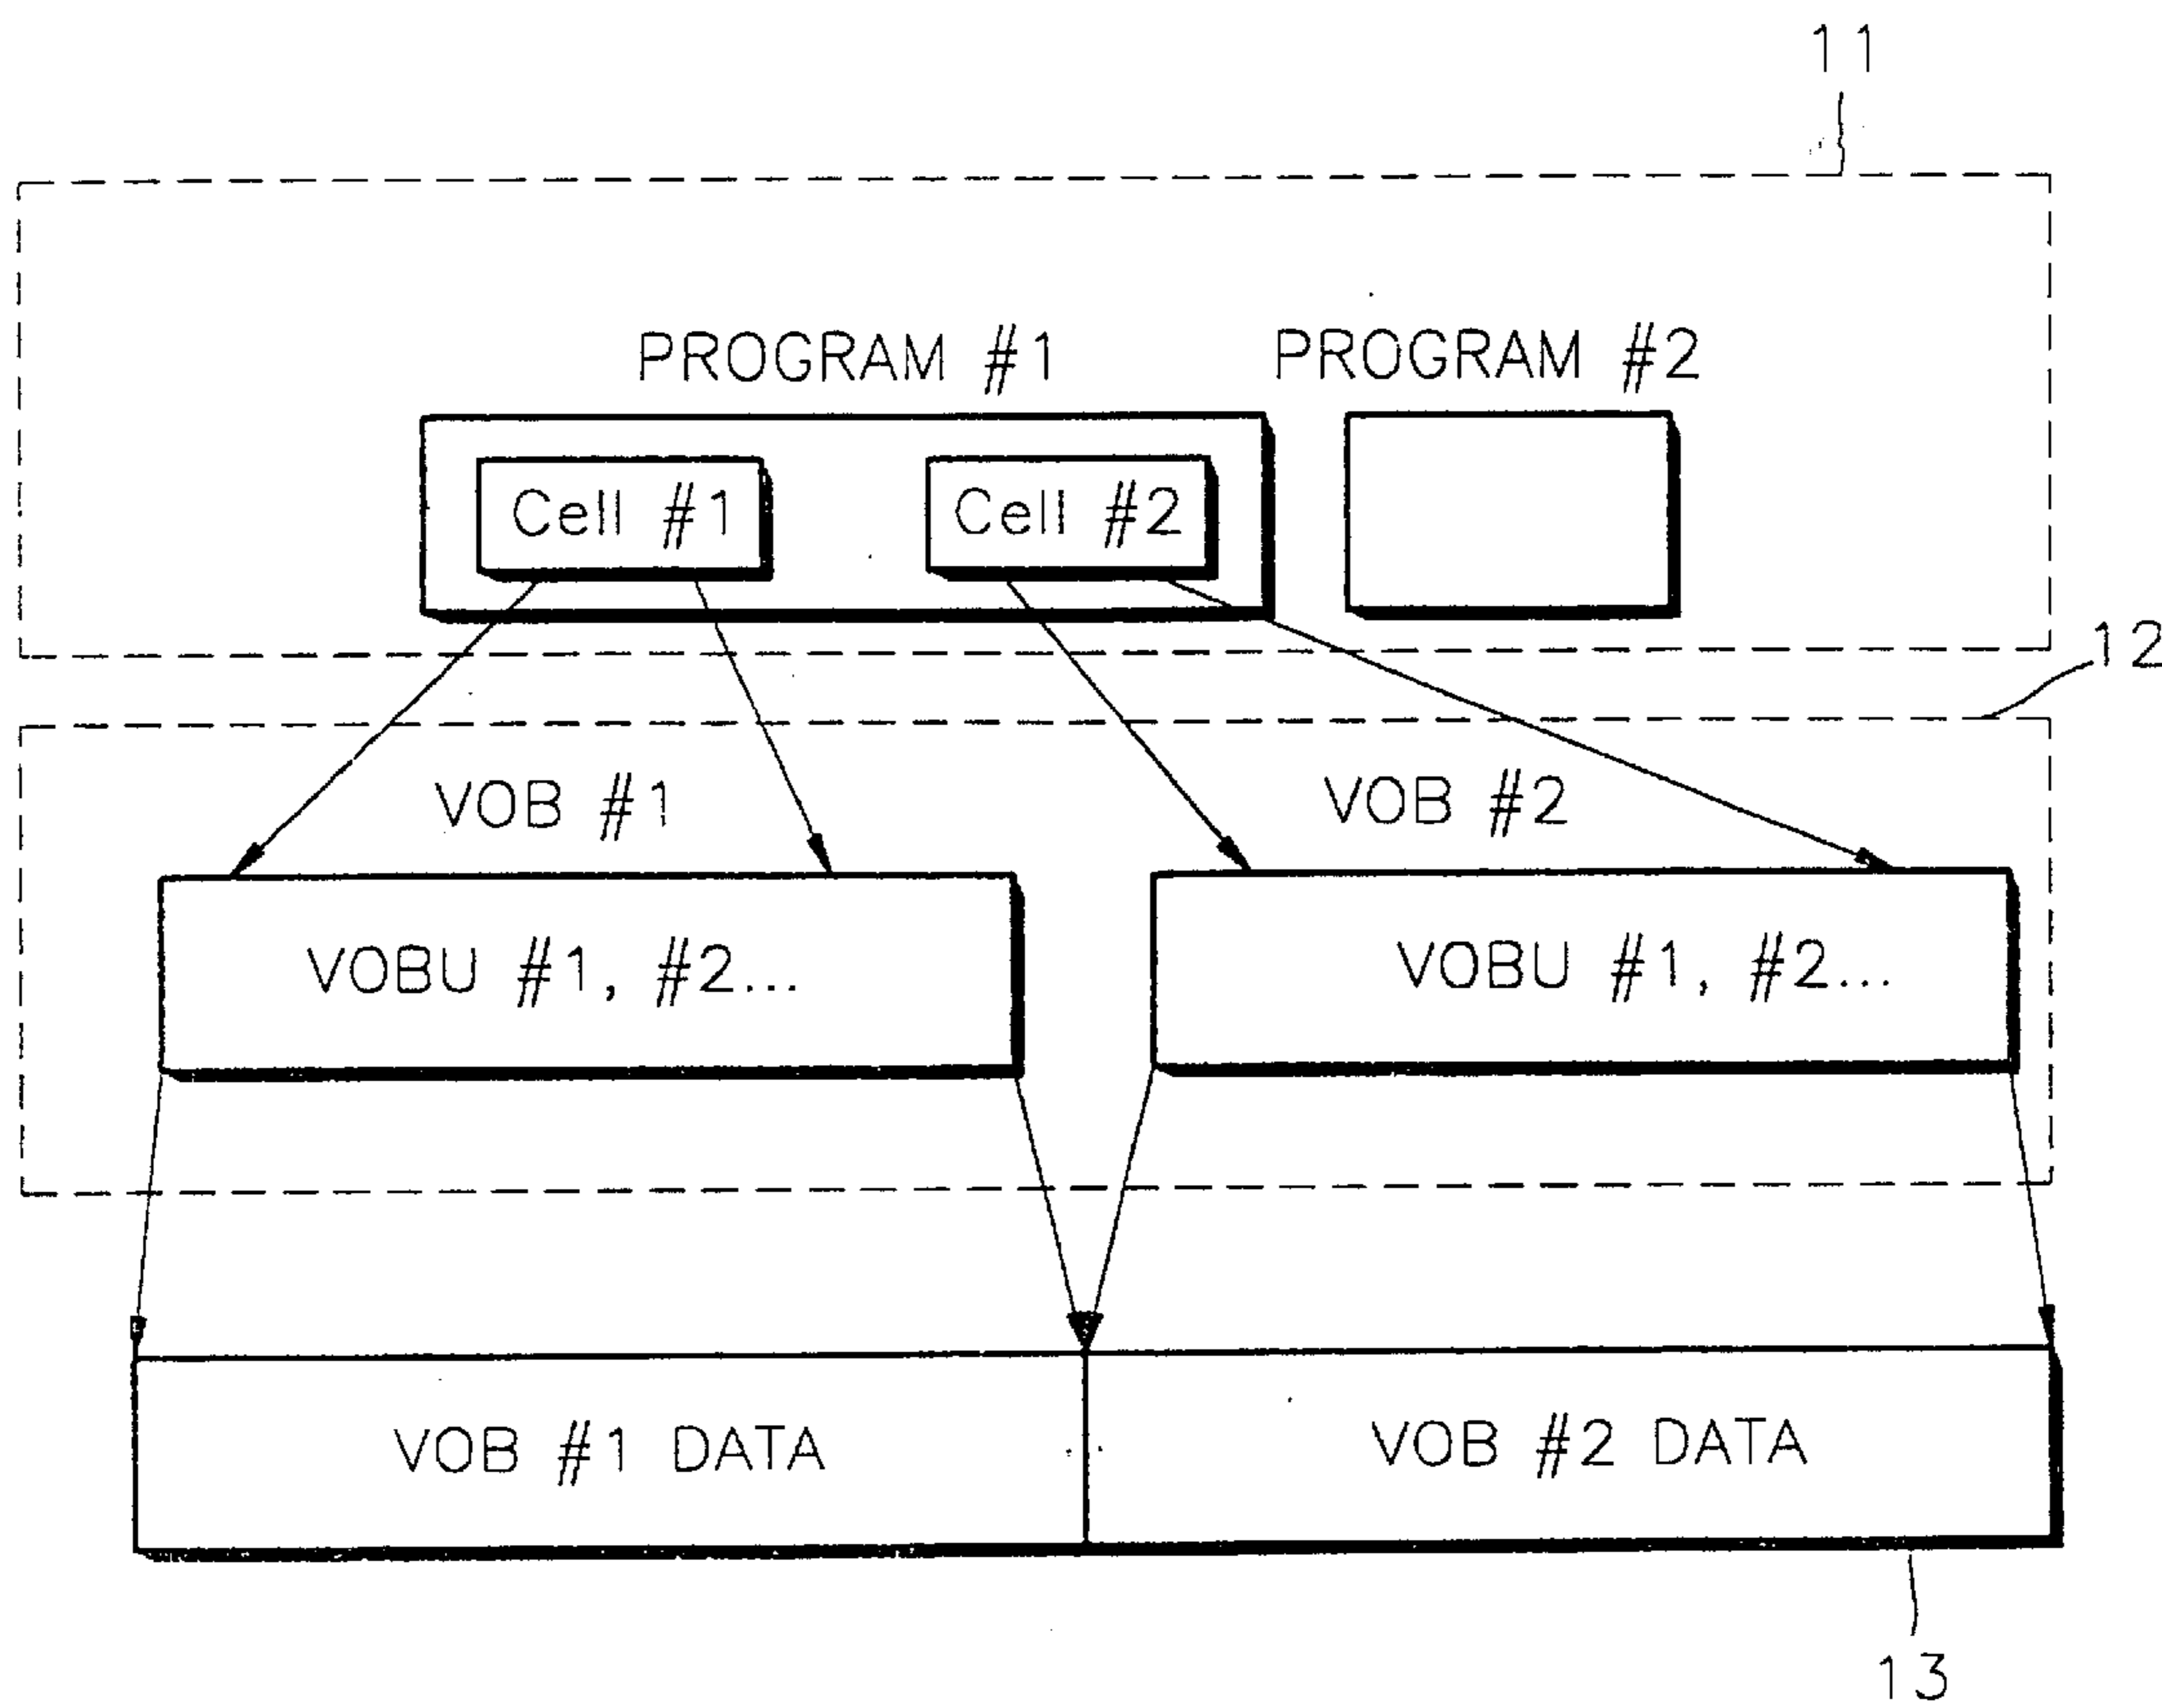 11
PROGRAM #1 PROGRAM #2
Cell #1 Cell #2
12
VOB #1 VOB #2
VOBU #1, #2... VOBU #1, #2...
VOB #1 DATA VOB #2 DATA
13